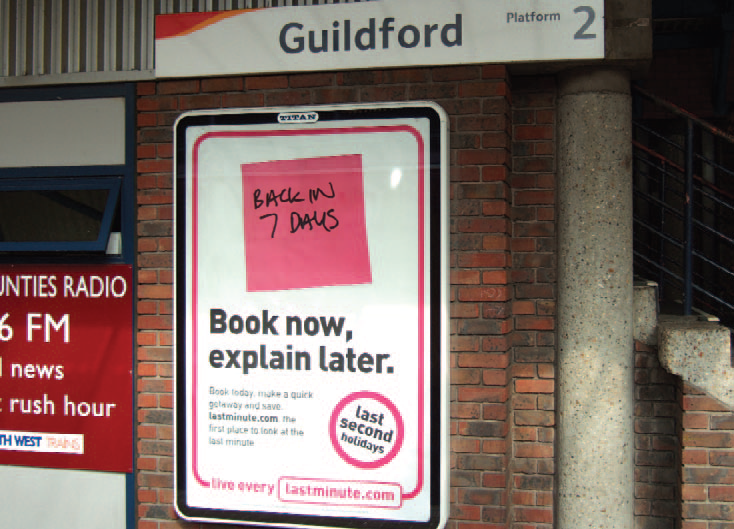 Guildford
Platform 2
TITAN
BACK IN
7 DAYS
Book now,
explain later.
Book today, make a quick
getaway and save.
lastminute.com the
first place to look at the
last minute
last
second
holidays
live every lastminute.com
UNTIES RADIO
6 FM
news
rush hour
TH WEST TRAINS